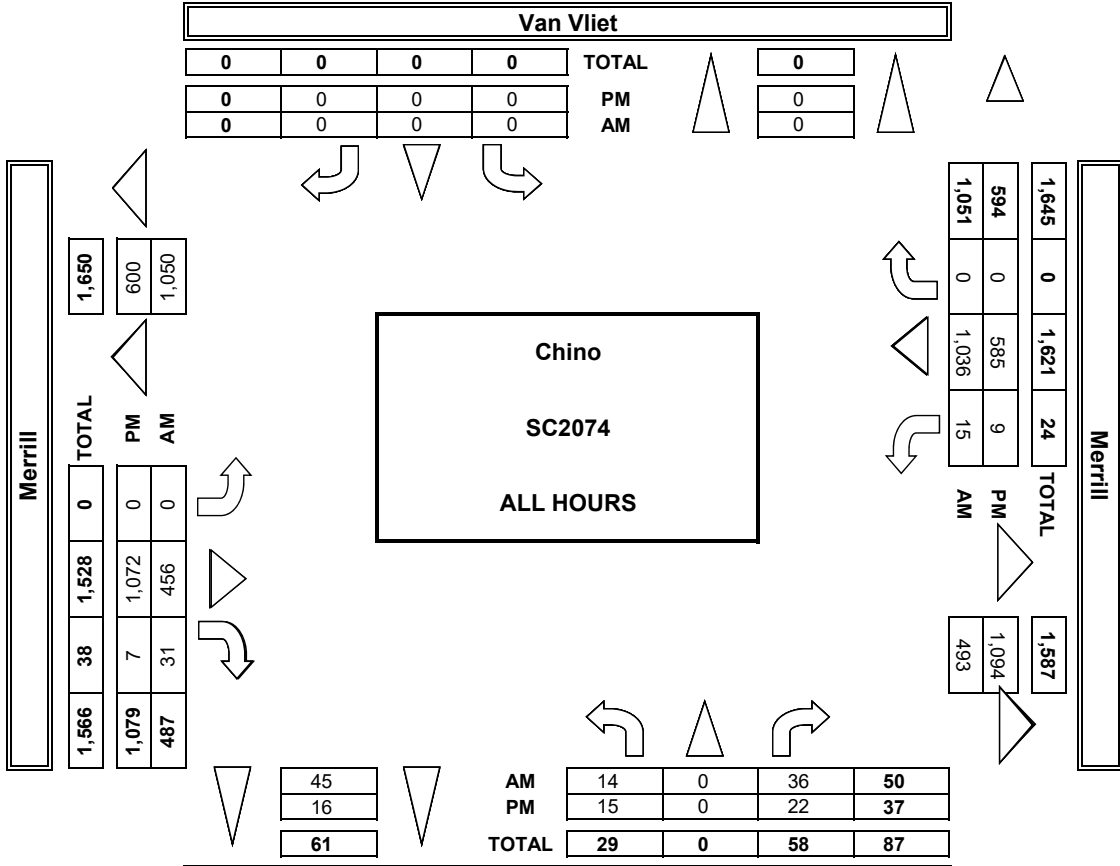 Van Vliet
0 0 0 0 TOTAL 0
0 0 0 0 PM 0
0 0 0 0 AM 0
Merrill
1,650
600
1,050
TOTAL 0 1,528 38 1,566
PM 0 1,072 7 1,079
AM 0 456 31 487
Chino
SC2074
ALL HOURS
1,645 0 1,621 24 TOTAL
594 0 585 9 PM
1,051 0 1,036 15 AM
1,587
1,094
493
Merrill
45 AM 14 0 36 50
16 PM 15 0 22 37
61 TOTAL 29 0 58 87